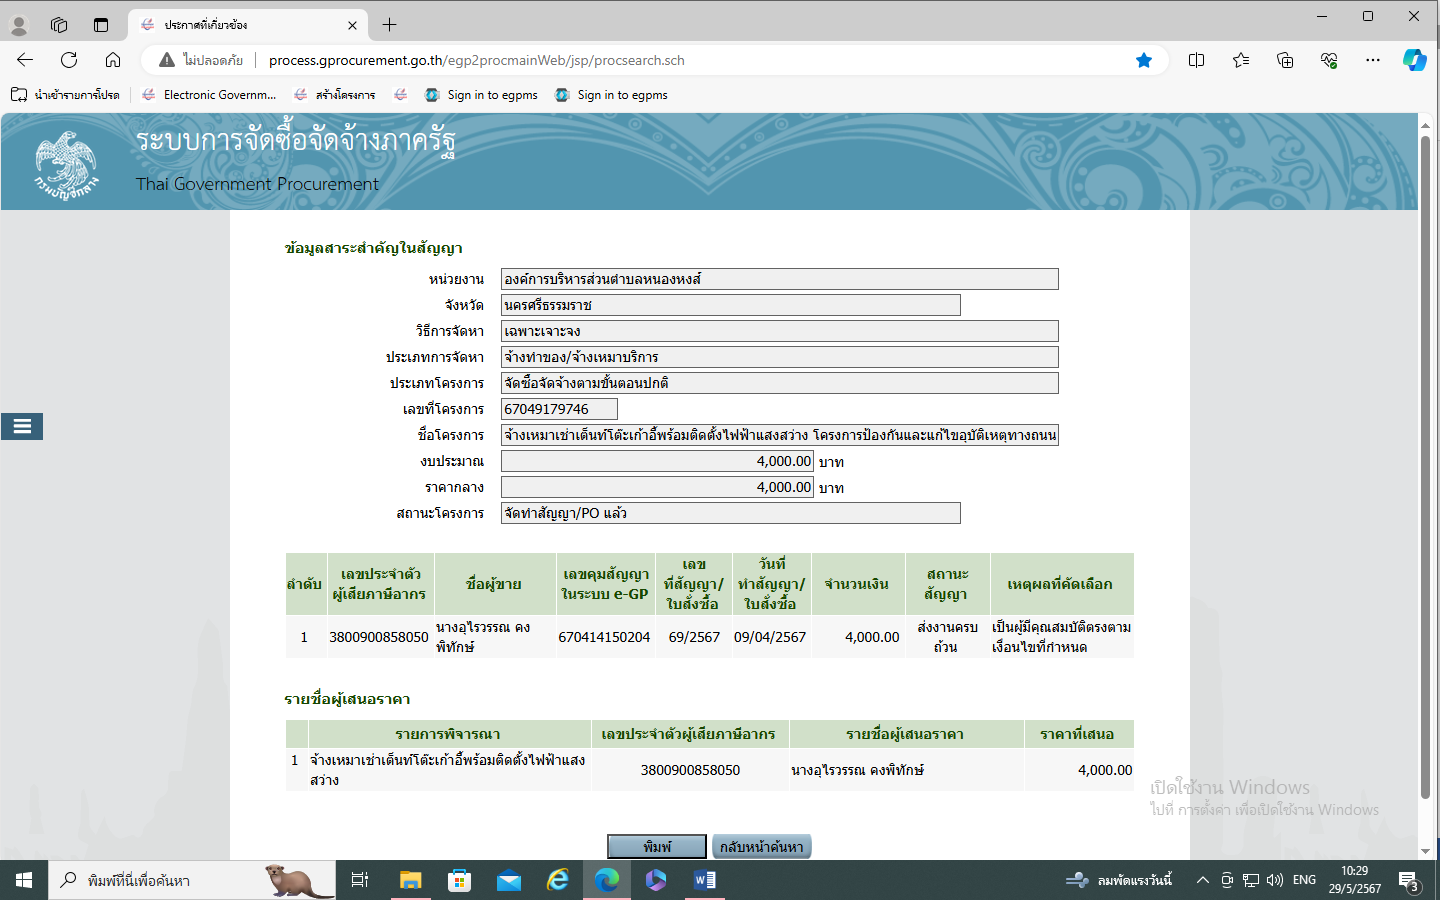 ประกาศที่เกี่ยวข้อง
ไม่ปลอดภัย
process.gprocurement.go.th/egp2procmainWeb/jsp/procsearch.sch
นำเข้ารายการโปรด
Electronic Governm...
สร้างโครงการ
Sign in to egpms
Sign in to egpms
ระบบการจัดซื้อจัดจ้างภาครัฐ
Thai Government Procurement
กรมบัญชีกลาง
ข้อมูลสาระสำคัญในสัญญา
หน่วยงาน องค์การบริหารส่วนตำบลหนองหงส์
จังหวัด นครศรีธรรมราช
วิธีการจัดหา เฉพาะเจาะจง
ประเภทการจัดหา จ้างทำของ/จ้างเหมาบริการ
ประเภทโครงการ จัดซื้อจัดจ้างตามขั้นตอนปกติ
เลขที่โครงการ 67049179746
ชื่อโครงการ จ้างเหมาเช่าเต็นท์โต๊ะเก้าอี้พร้อมติดตั้งไฟฟ้าแสงสว่าง โครงการป้องกันและแก้ไขอุบัติเหตุทางถนน
งบประมาณ 4,000.00 บาท
ราคากลาง 4,000.00 บาท
สถานะโครงการ จัดทำสัญญา/PO แล้ว
ลำดับ
เลขประจำตัว
ผู้เสียภาษีอากร
ชื่อผู้ขาย
เลขคุมสัญญา
ในระบบ e-GP
เลข
ที่สัญญา/
ใบสั่งซื้อ
วันที่
ทำสัญญา/
ใบสั่งซื้อ
จำนวนเงิน
สถานะ
สัญญา
เหตุผลที่คัดเลือก
1
3800900858050
นางอุไรวรรณ คง
พิทักษ์
670414150204
69/2567
09/04/2567
4,000.00
ส่งงานครบ
ถ้วน
เป็นผู้มีคุณสมบัติตรงตาม
เงื่อนไขที่กำหนด
รายชื่อผู้เสนอราคา
รายการพิจารณา
เลขประจำตัวผู้เสียภาษีอากร
รายชื่อผู้เสนอราคา
ราคาที่เสนอ
1
จ้างเหมาเช่าเต็นท์โต๊ะเก้าอี้พร้อมติดตั้งไฟฟ้าแสง
สว่าง
3800900858050
นางอุไรวรรณ คงพิทักษ์
4,000.00
เปิดใช้งาน Windows
ไปที่ การตั้งค่า เพื่อเปิดใช้งาน Windows
พิมพ์
กลับหน้าค้นหา
พิมพ์ที่นี่เพื่อค้นหา
ลมพัดแรงวันนี้
ENG
10:29
29/5/2567
3